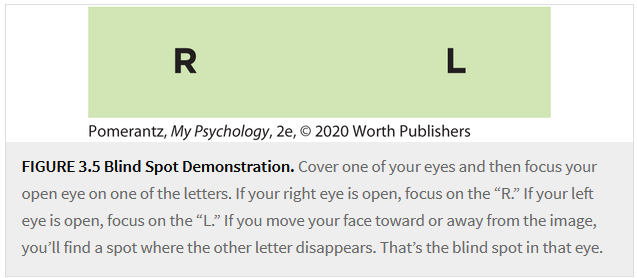 R L
Pomerantz, My Psychology, 2e, © 2020 Worth Publishers
FIGURE 3.5 Blind Spot Demonstration. Cover one of your eyes and then focus your
open eye on one of the letters. If your right eye is open, focus on the “R.” If your left
eye is open, focus on the “L.” If you move your face toward or away from the image,
you’ll find a spot where the other letter disappears. That’s the blind spot in that eye.